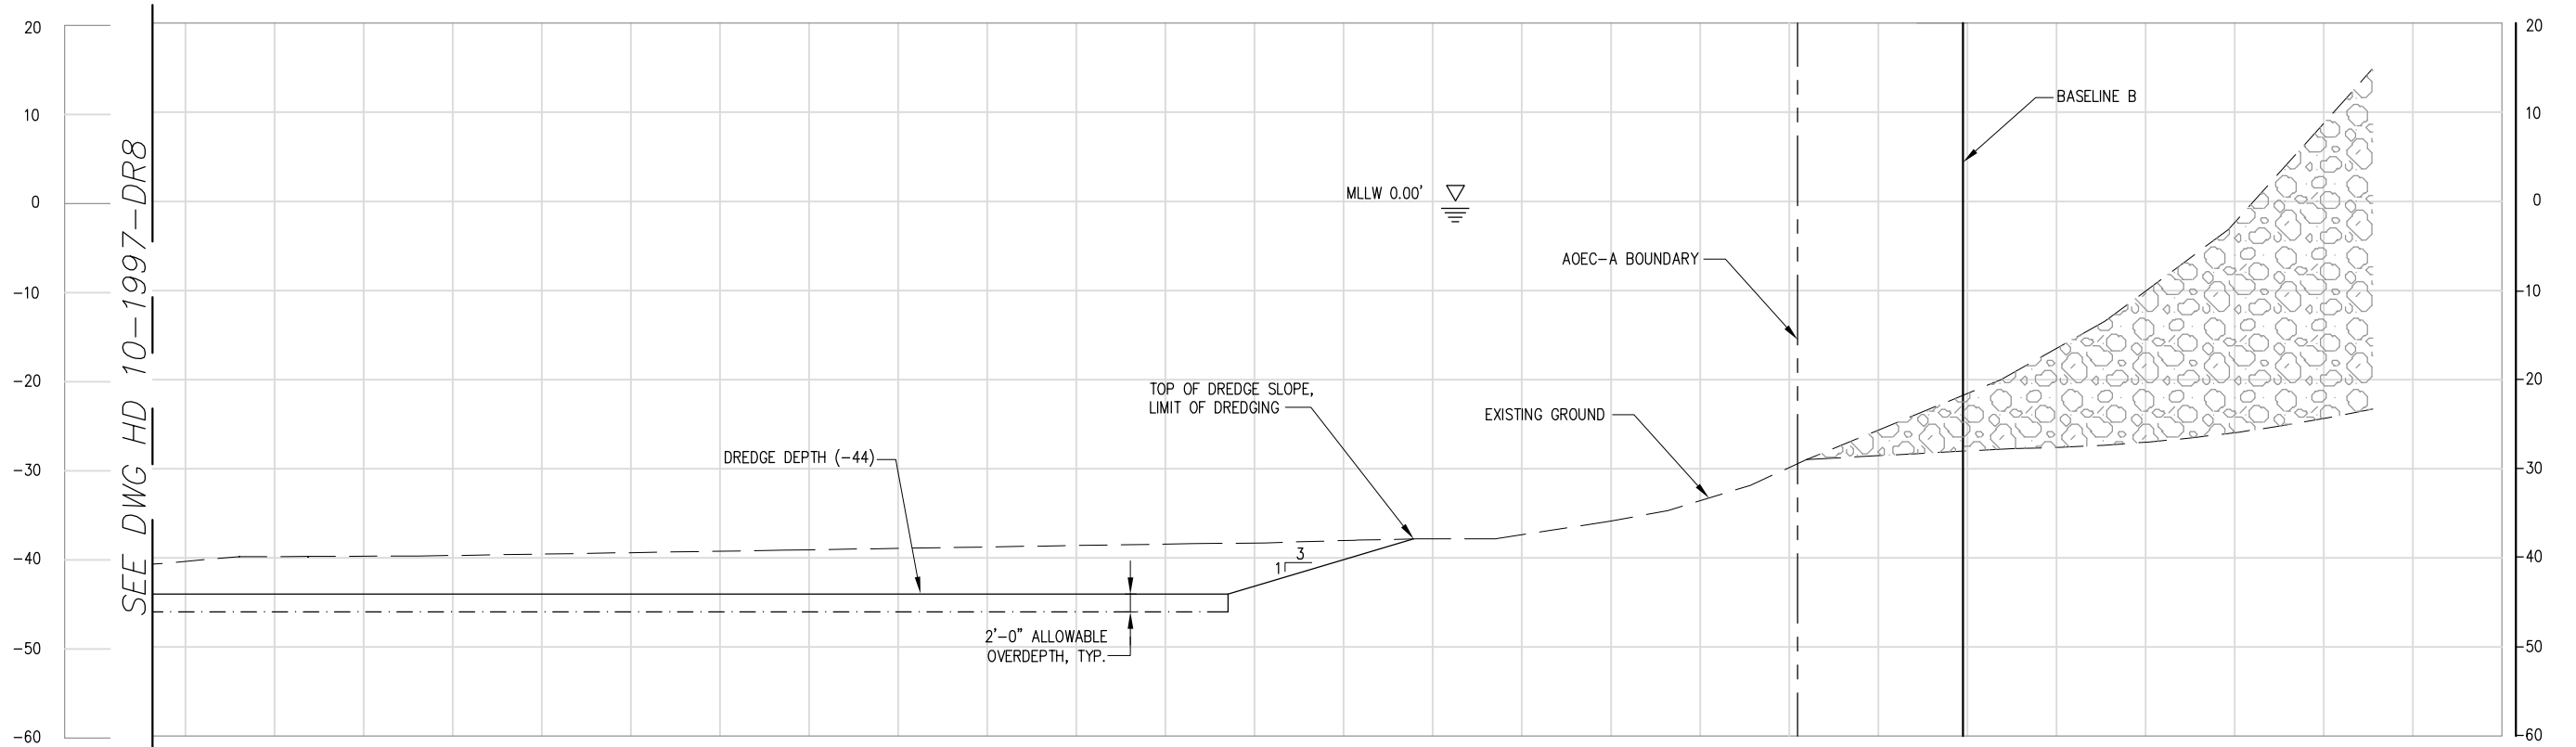 20
20
BASELINE B
10
10
MLLW 0.00'
0
0
AOEC-A BOUNDARY
-10
-10
SEE DWG HD 10-1997-DR8
-20
-20
TOP OF DREDGE SLOPE,
LIMIT OF DREDGING
EXISTING GROUND
DREDGE DEPTH (-44)
-30
-30
3
1
-40
-40
2'-0" ALLOWABLE
OVERDEPTH, TYP.
-50
-50
-60
-60